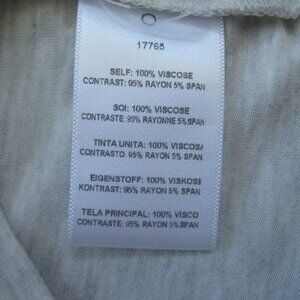 17765
SELF: 100% VISCOSE
CONTRAST: 95% RAYON 5% SPAN
SOI: 100% VISCOSE
CONTRASTE: 95% RAYONNE 5%SPAN
TINTA UNITA: 100% VISCOSA
CONTRASTO: 95% RAYON 5% SPAN
EIGENSTOFF: 100% VISKOSE
KONTRAST: 95% RAYON 5% SPAN
TELA PRINCIPAL: 100% VISCO
CONTRASTE: 95% RAYON 5% SPAN